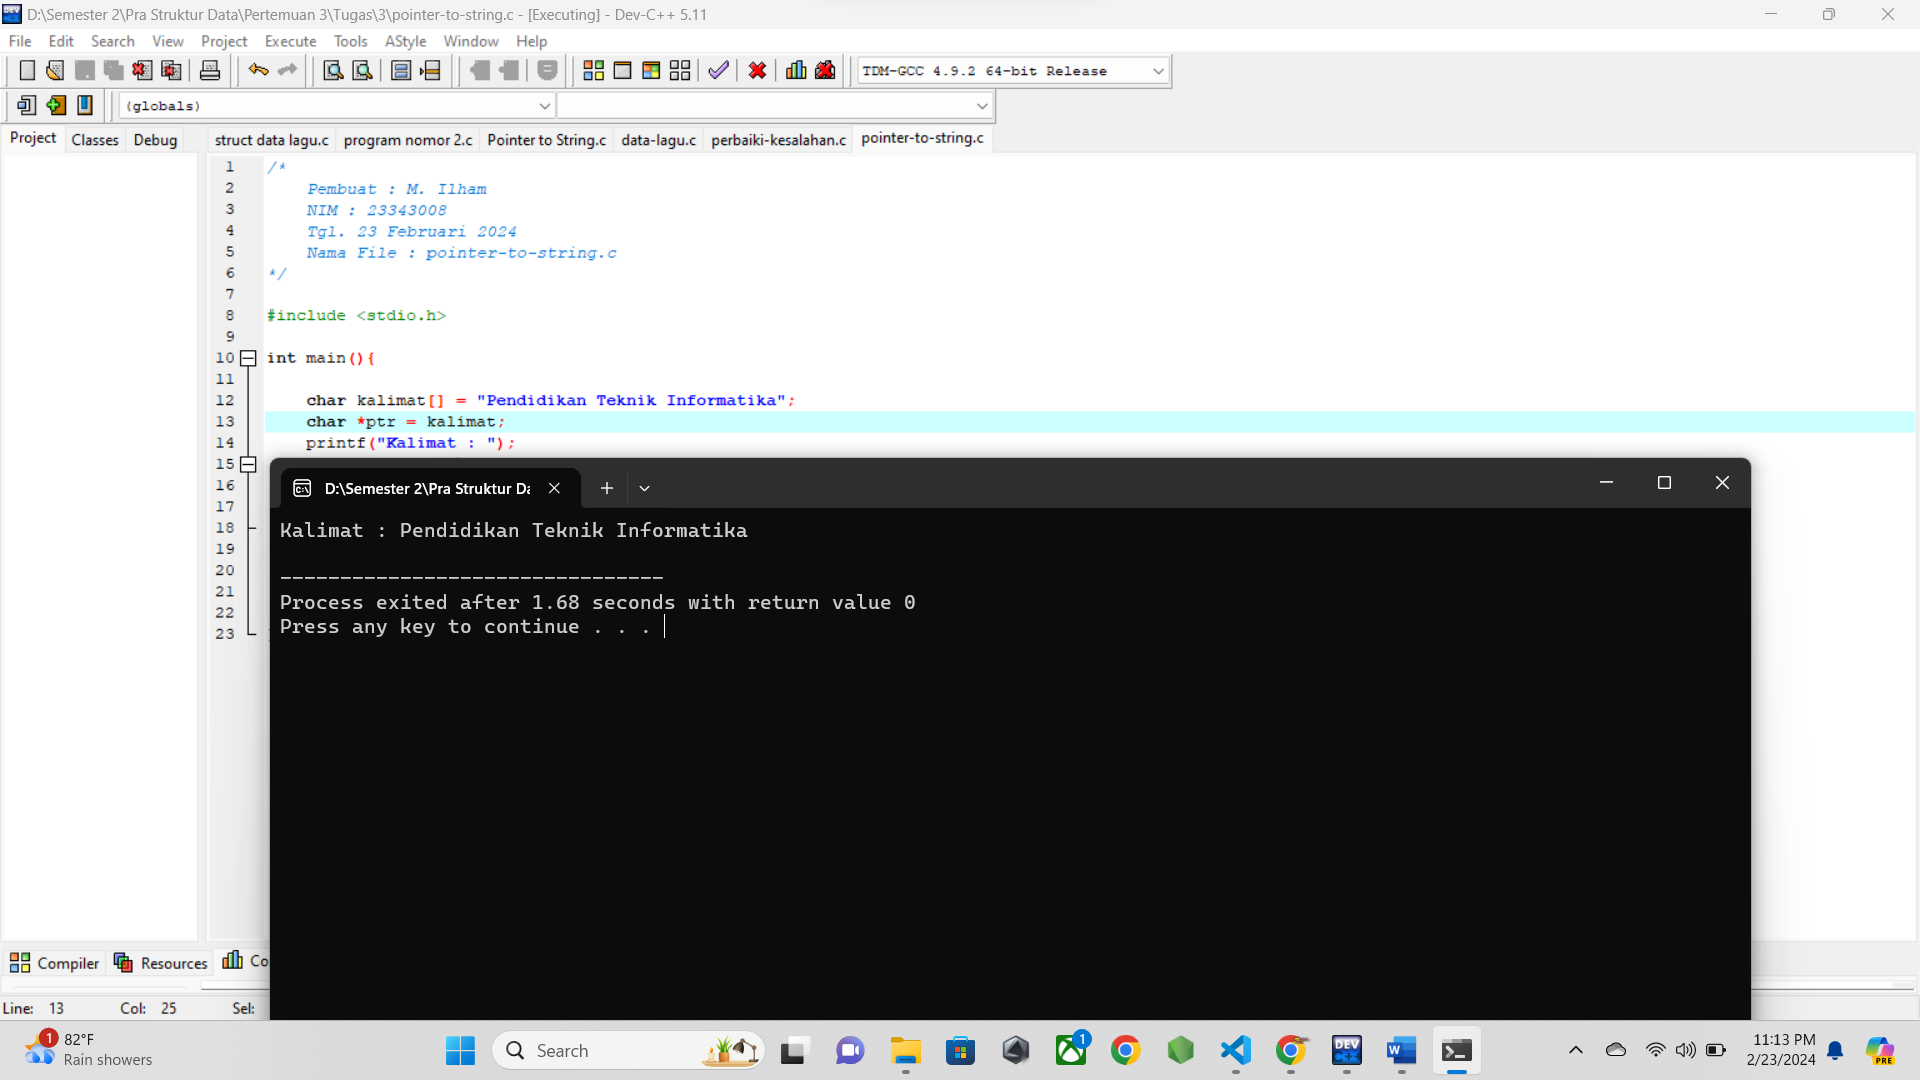 D:\Semester 2\Pra Struktur Data\Pertemuan 3\Tugas\3\pointer-to-string.c - [Executing] - Dev-C++ 5.11
File Edit Search View Project Execute Tools AStyle Window Help
TDM-GCC 4.9.2 64-bit Release
(globals)
Project Classes Debug struct data lagu.c program nomor 2.c Pointer to String.c data-lagu.c perbaiki-kesalahan.c pointer-to-string.c
1 /*
2 Pembuat : M. Ilham
3 NIM : 23343008
4 Tgl. 23 Februari 2024
5 Nama File : pointer-to-string.c
6 */
7
8 #include <stdio.h>
9
10 int main(){
11
12 char kalimat[] = "Pendidikan Teknik Informatika";
13 char *ptr = kalimat;
14 printf("Kalimat : ");
15
16
17
18
19
20
21
22
23
D:\Semester 2\Pra Struktur Da
Kalimat : Pendidikan Teknik Informatika
--------------------------------
Process exited after 1.68 seconds with return value 0
Press any key to continue . . .
Compiler Resources Co
Line: 13 Col: 25 Sel:
1 82°F
Rain showers
Search
1
DEV C++
11:13 PM
2/23/2024
PRE